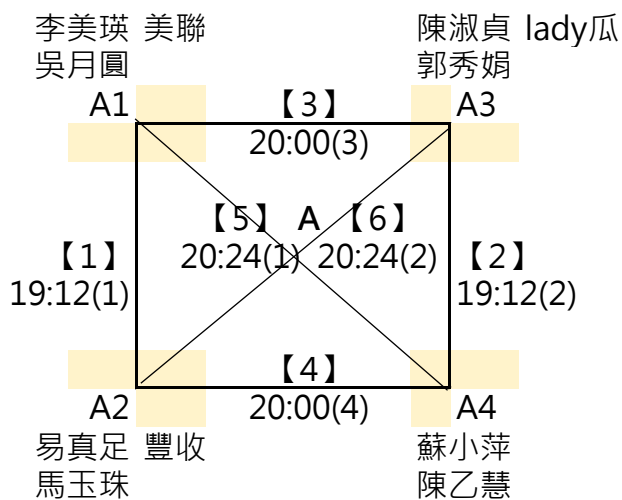 李美瑛 美聯
吳月圓
A1
陳淑貞 lady瓜
郭秀娟
A3
【3】
20:00(3)
【5】 A 【6】
20:24(1) 20:24(2)
【1】
19:12(1)
【2】
19:12(2)
【4】
20:00(4)
A2
易真足 豐收
馬玉珠
A4
蘇小萍
陳乙慧